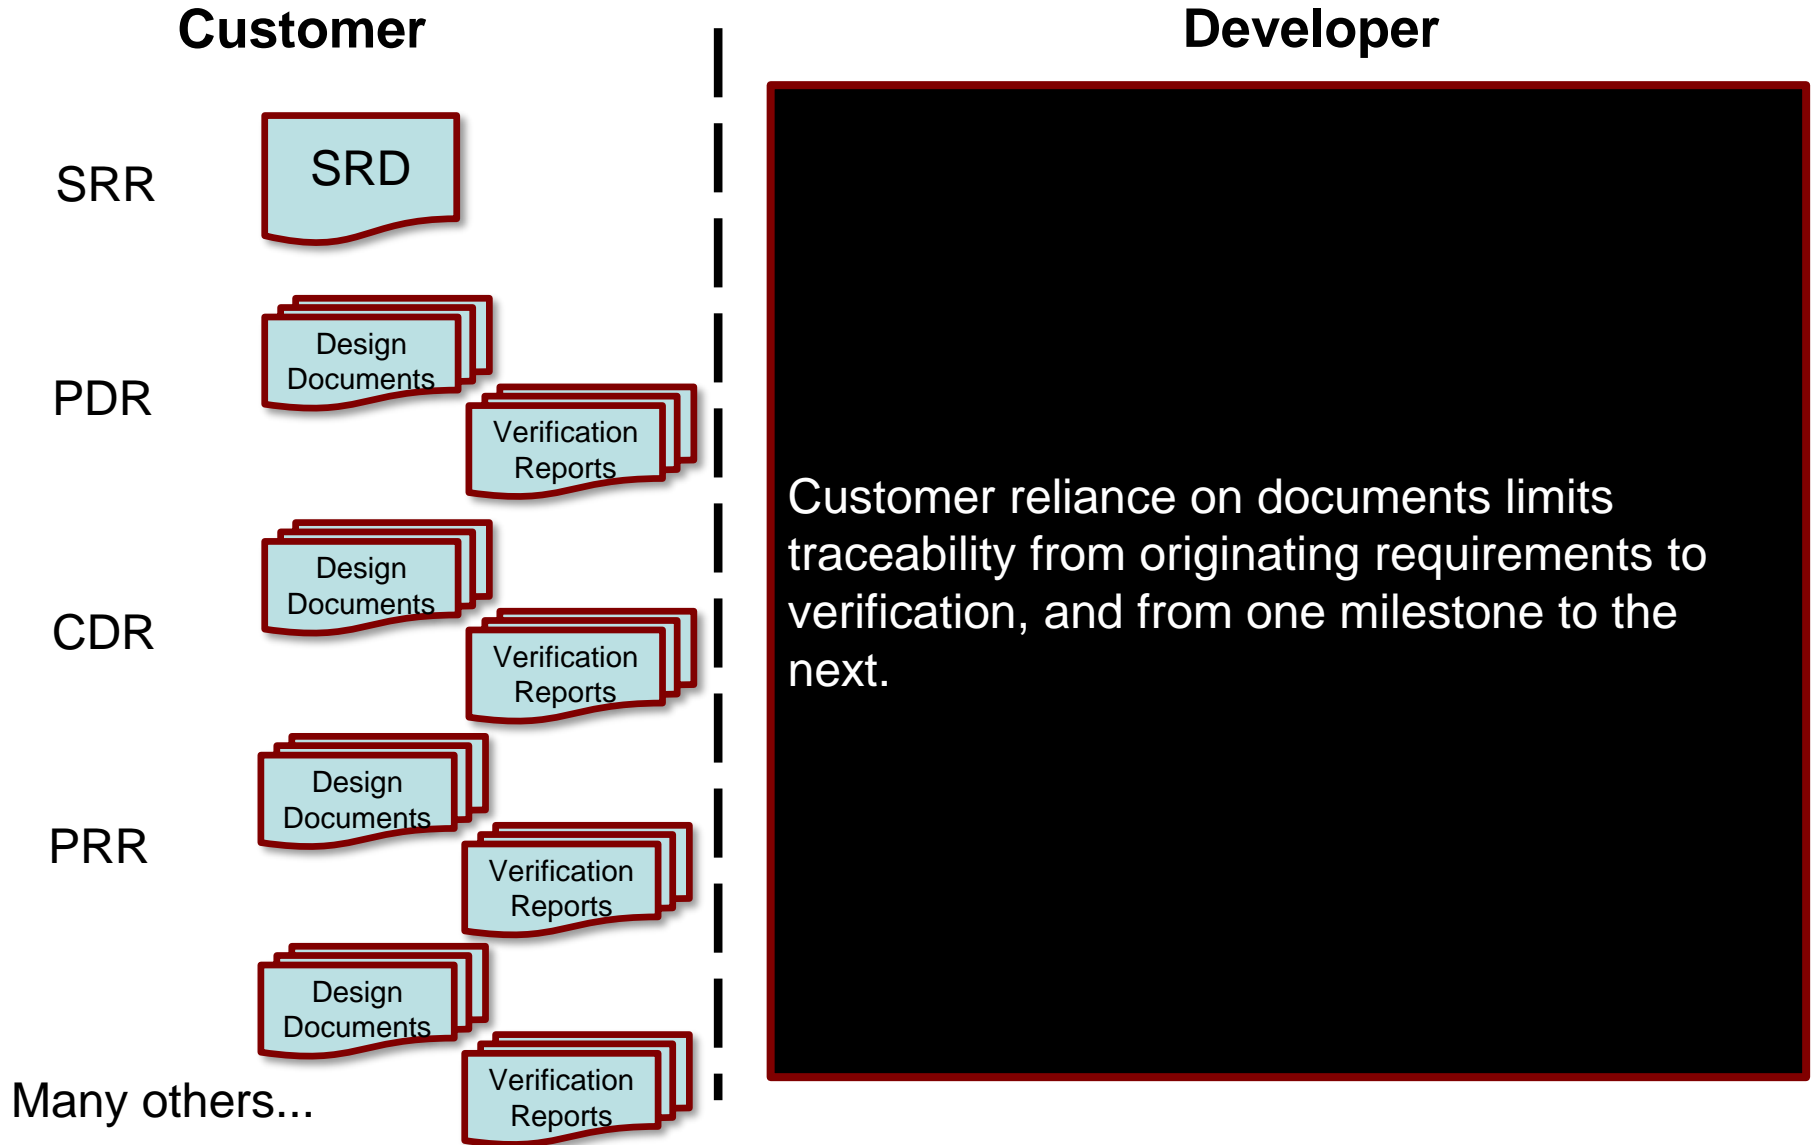 Customer
Developer
SRR
SRD
PDR
Design
Documents
Verification
Reports
CDR
Design
Documents
Verification
Reports
PRR
Design
Documents
Verification
Reports
Many others...
Design
Documents
Verification
Reports
Customer reliance on documents limits
traceability from originating requirements to
verification, and from one milestone to the
next.